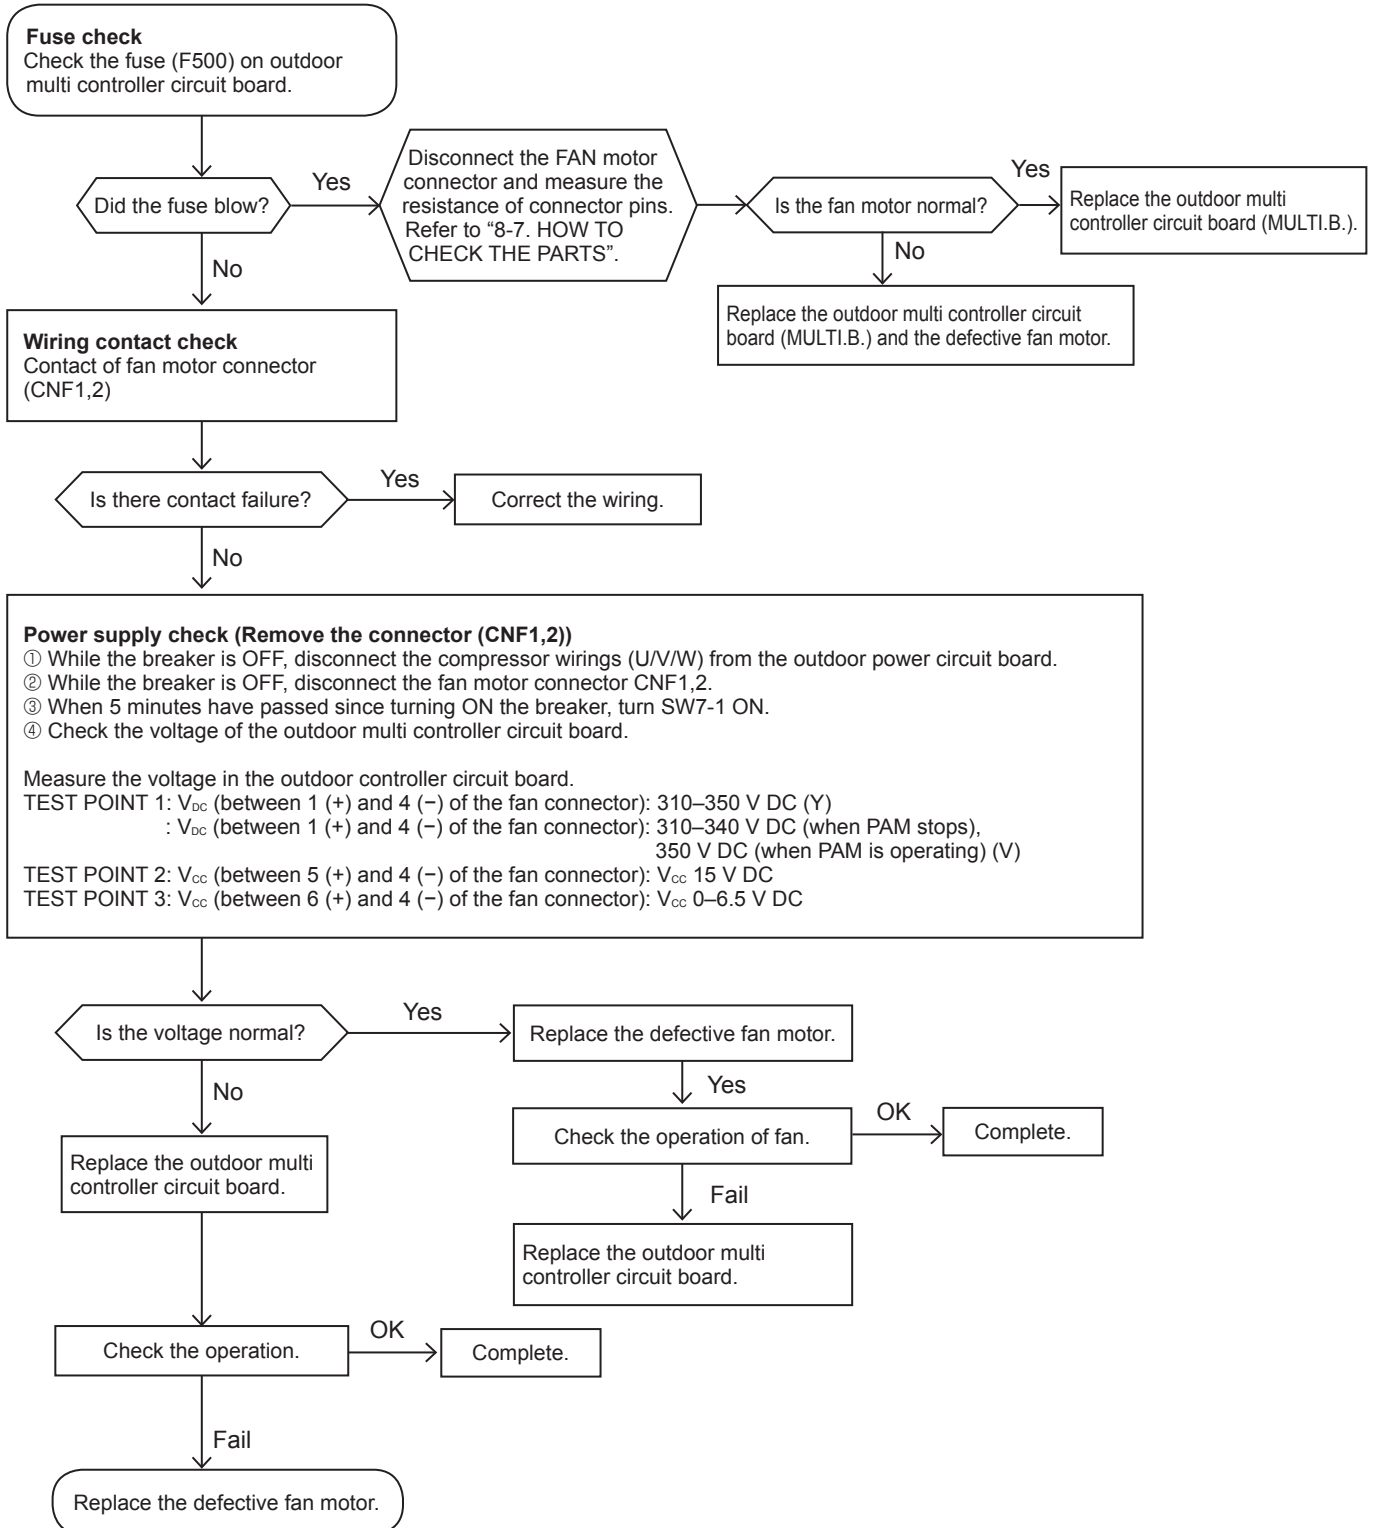 Fuse check
Check the fuse (F500) on outdoor
multi controller circuit board.
Did the fuse blow?
Yes
Disconnect the FAN motor
connector and measure the
resistance of connector pins.
Refer to “8-7. HOW TO
CHECK THE PARTS”.
Is the fan motor normal?
Yes
Replace the outdoor multi
controller circuit board (MULTI.B.).
No
Replace the outdoor multi controller circuit
board (MULTI.B.) and the defective fan motor.
No
Wiring contact check
Contact of fan motor connector
(CNF1,2)
Is there contact failure?
Yes
Correct the wiring.
No
Power supply check (Remove the connector (CNF1,2))
① While the breaker is OFF, disconnect the compressor wirings (U/V/W) from the outdoor power circuit board.
② While the breaker is OFF, disconnect the fan motor connector CNF1,2.
③ When 5 minutes have passed since turning ON the breaker, turn SW7-1 ON.
④ Check the voltage of the outdoor multi controller circuit board.
Measure the voltage in the outdoor controller circuit board.
TEST POINT 1: VDC (between 1 (+) and 4 (−) of the fan connector): 310–350 V DC (Y)
: VDC (between 1 (+) and 4 (−) of the fan connector): 310–340 V DC (when PAM stops),
350 V DC (when PAM is operating) (V)
TEST POINT 2: VCC (between 5 (+) and 4 (−) of the fan connector): VCC 15 V DC
TEST POINT 3: VCC (between 6 (+) and 4 (−) of the fan connector): VCC 0–6.5 V DC
Is the voltage normal?
Yes
Replace the defective fan motor.
Yes
Check the operation of fan.
OK
Complete.
Fail
Replace the outdoor multi
controller circuit board.
No
Replace the outdoor multi
controller circuit board.
Check the operation.
OK
Complete.
Fail
Replace the defective fan motor.